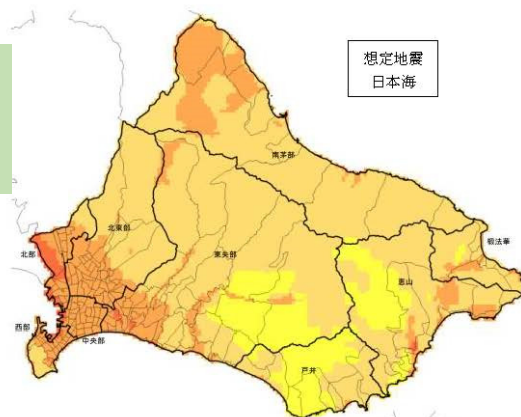 想定地震
日本海
南茅部
北東部
東央部
椴法華
北部
恵山
西部
中央部
戸井